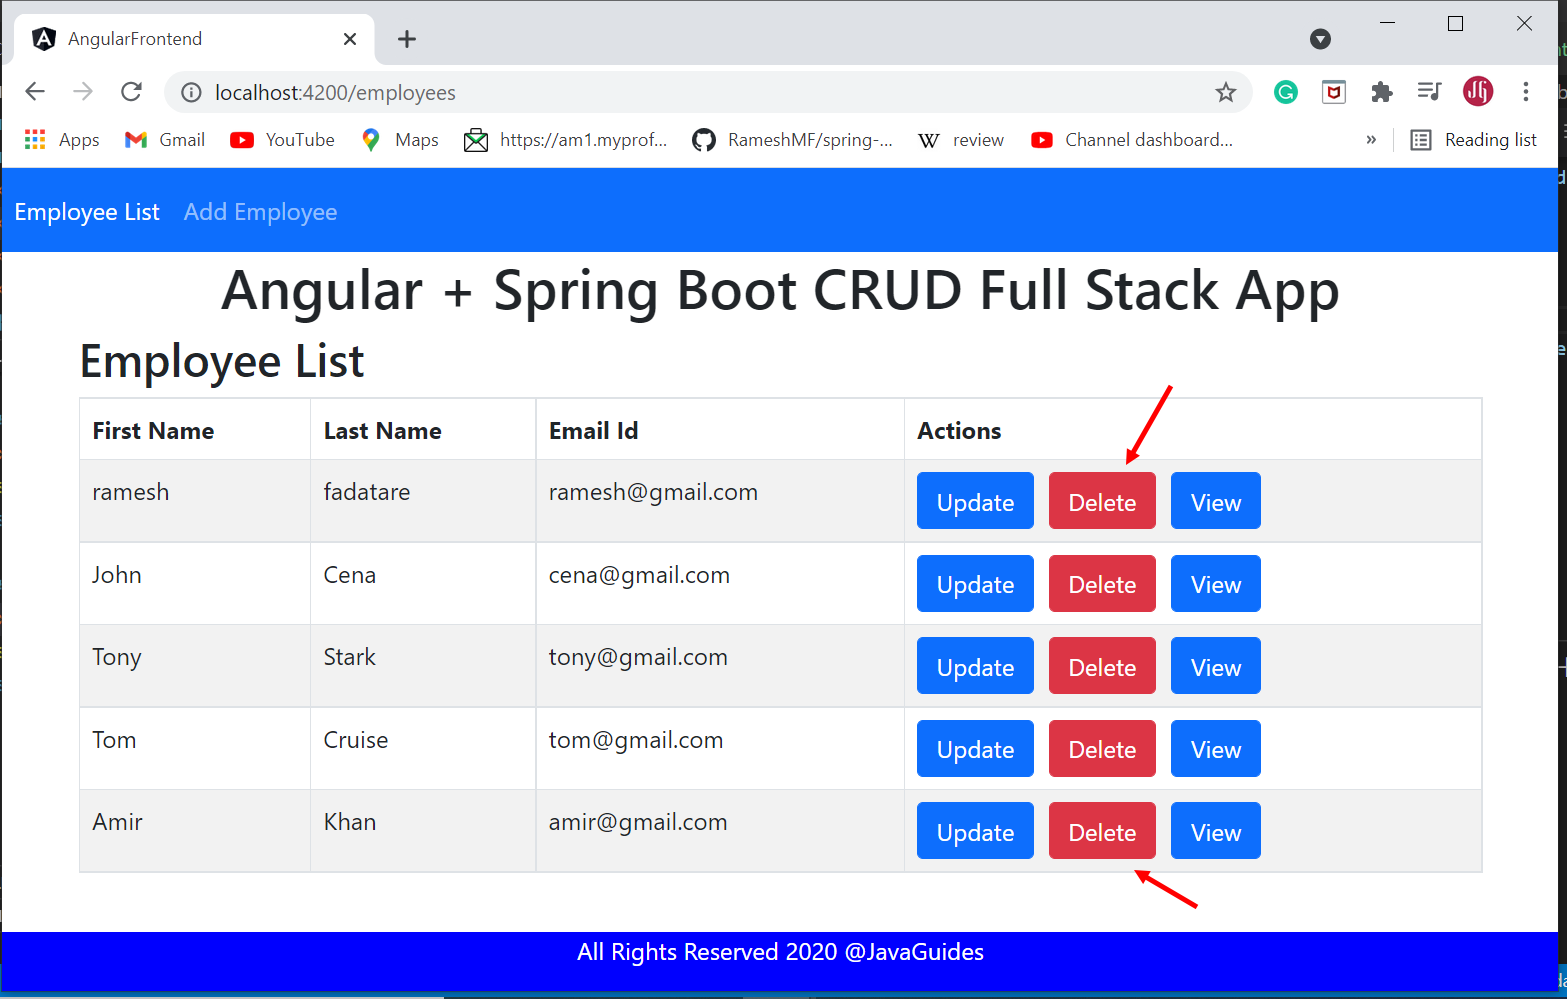 AngularFrontend
localhost:4200/employees
Apps Gmail YouTube Maps https://am1.myprof... RameshMF/spring-... review Channel dashboard... » Reading list
Employee List Add Employee
Angular + Spring Boot CRUD Full Stack App
Employee List
First Name Last Name Email Id Actions
ramesh fadatare ramesh@gmail.com Update Delete View
John Cena cena@gmail.com Update Delete View
Tony Stark tony@gmail.com Update Delete View
Tom Cruise tom@gmail.com Update Delete View
Amir Khan amir@gmail.com Update Delete View
All Rights Reserved 2020 @JavaGuides